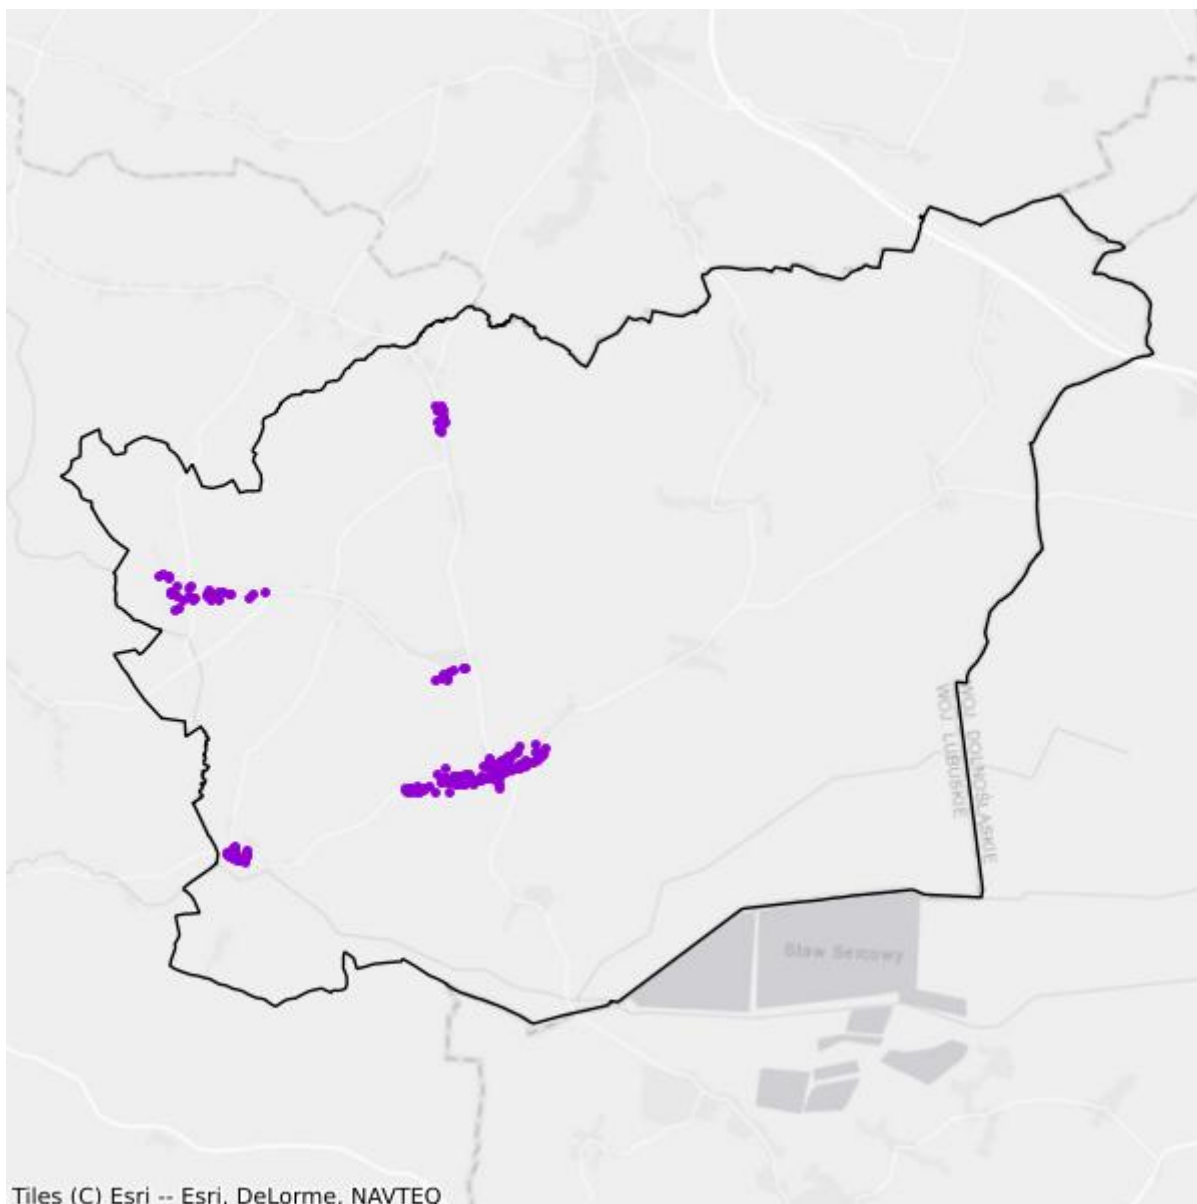 WOJ. LUBUSKIE
WOJ. DOLNOŚLĄSKIE
Staw Sercowy
Tiles (C) Esri -- Esri, DeLorme, NAVTEQ